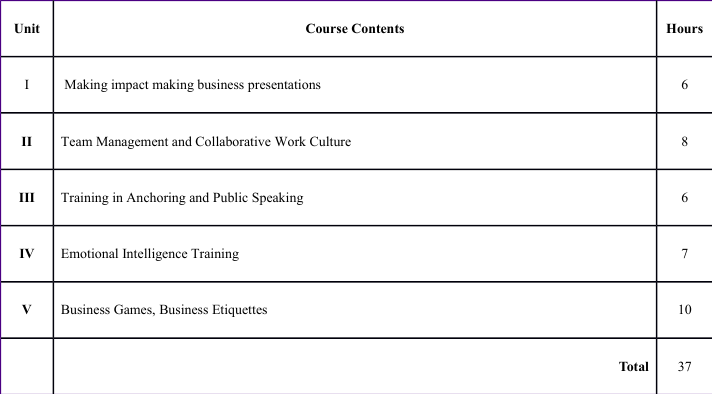 Unit Course Contents Hours
I Making impact making business presentations 6
II Team Management and Collaborative Work Culture 8
III Training in Anchoring and Public Speaking 6
IV Emotional Intelligence Training 7
V Business Games, Business Etiquettes 10
Total 37